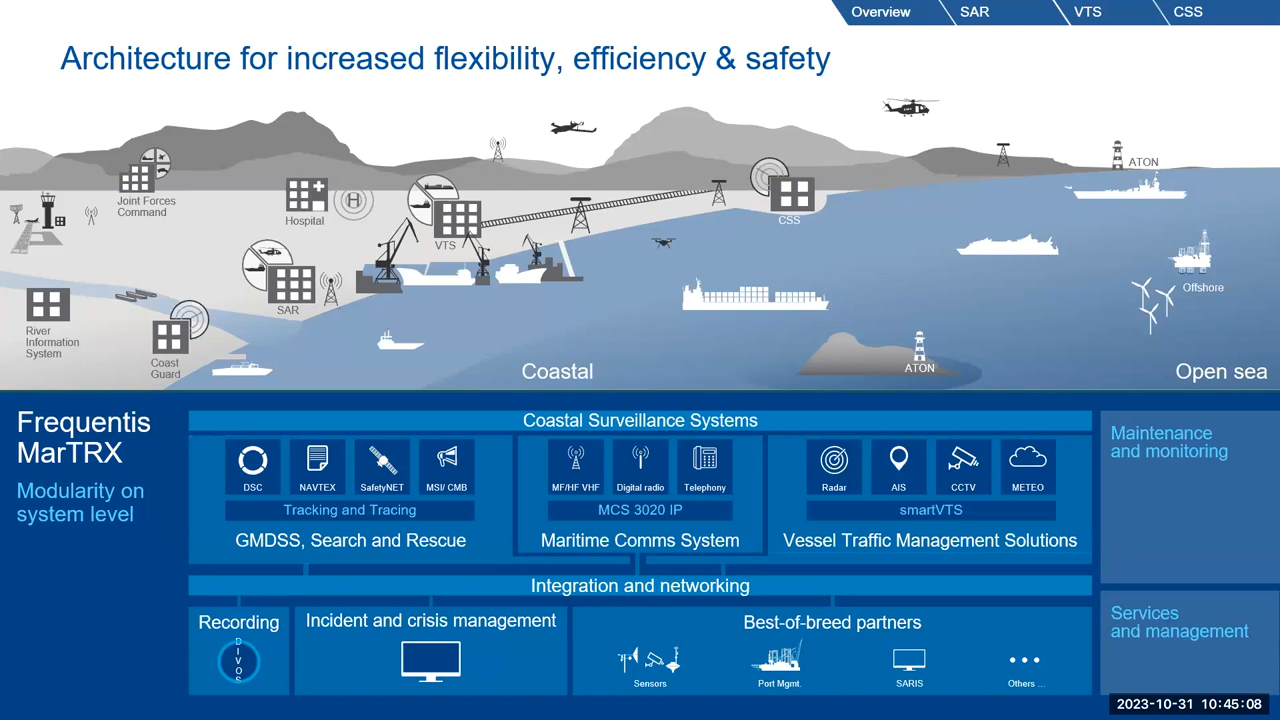 Overview
SAR
VTS
CSS
Architecture for increased flexibility, efficiency & safety
Joint Forces
Command
Hospital
VTS
CSS
ATON
SAR
River
Information
System
Coast
Guard
Offshore
ATON
Coastal
Open sea
Frequentis
MarTRX
Modularity on
system level
Coastal Surveillance Systems
DSC
NAVTEX
SafetyNET
MSI/ CMB
MF/HF VHF
Digital radio
Telephony
Radar
AIS
CCTV
METEO
Tracking and Tracing
MCS 3020 IP
smartVTS
GMDSS, Search and Rescue
Maritime Comms System
Vessel Traffic Management Solutions
Integration and networking
Recording
DIVOS
Incident and crisis management
Best-of-breed partners
Sensors
Port Mgmt.
SARIS
Others ...
Maintenance
and monitoring
Services
and management
2023-10-31 10:45:08